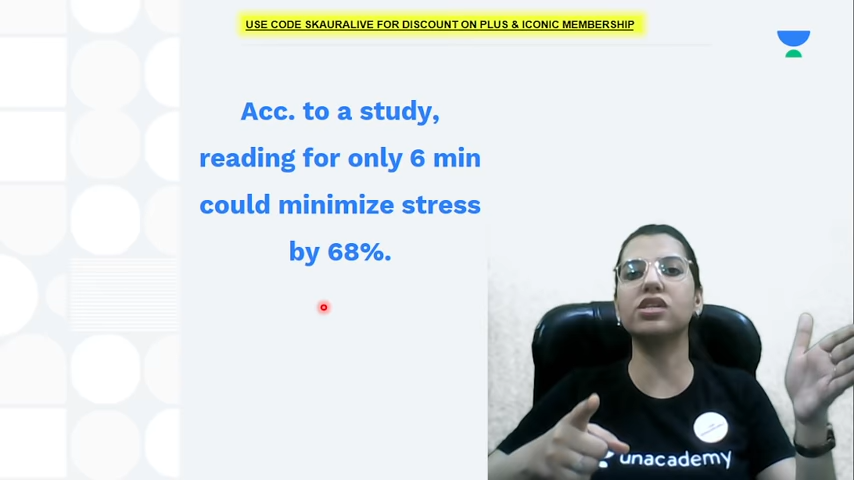 USE CODE SKAURALIVE FOR DISCOUNT ON PLUS & ICONIC MEMBERSHIP
Acc. to a study,
reading for only 6 min
could minimize stress
by 68%.
unacademy